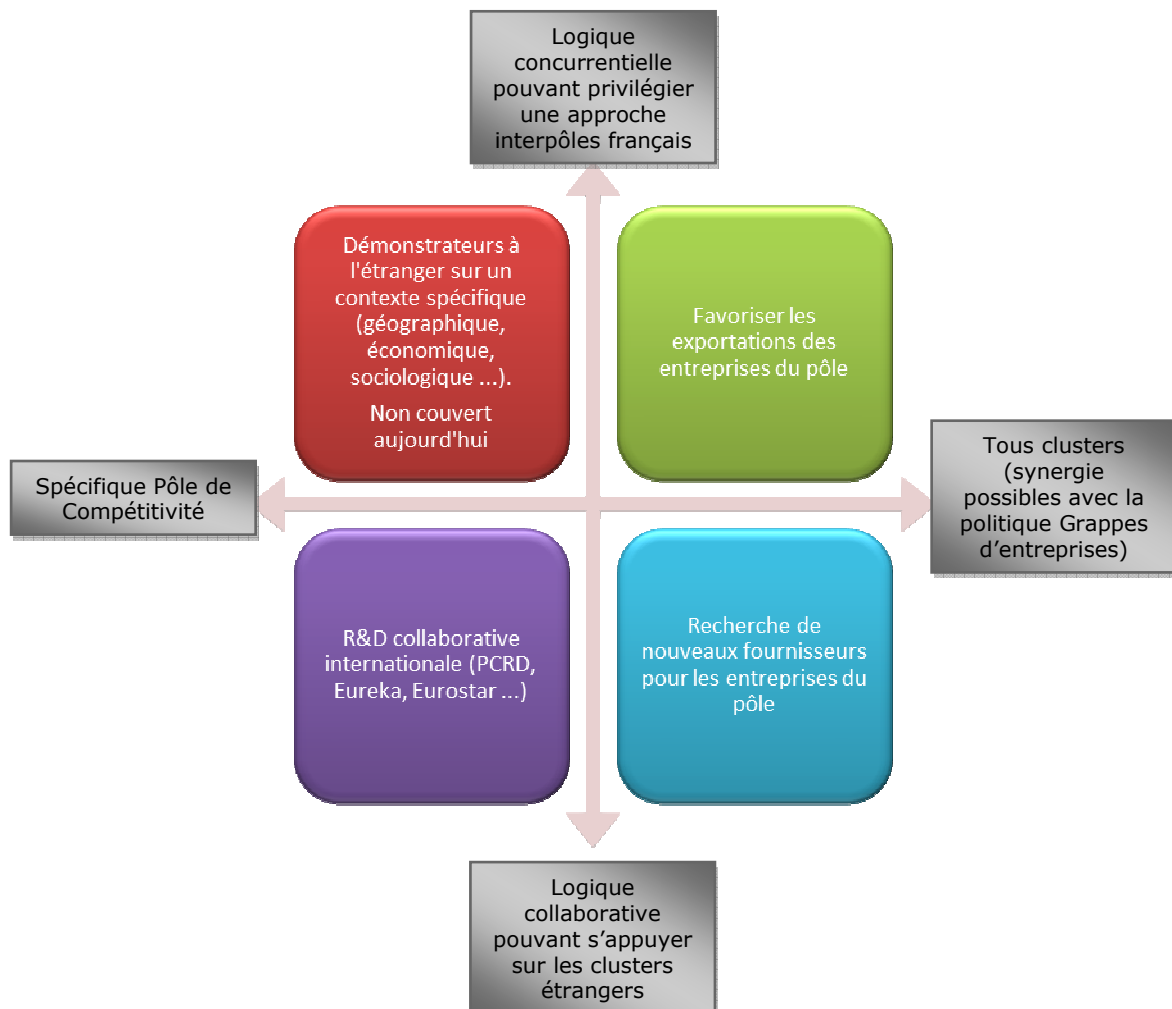 Logique
concurrentielle
pouvant privilégier
une approche
interpôles français
Démonstrateurs à
l'étranger sur un
contexte spécifique
(géographique,
économique,
sociologique ...).
Non couvert
aujourd'hui
Favoriser les
exportations des
entreprises du pôle
Spécifique Pôle de
Compétitivité
Tous clusters
(synergie
possibles avec la
politique Grappes
d’entreprises)
R&D collaborative
internationale (PCRD,
Eureka, Eurostar ...)
Recherche de
nouveaux fournisseurs
pour les entreprises du
pôle
Logique
collaborative
pouvant s’appuyer
sur les clusters
étrangers